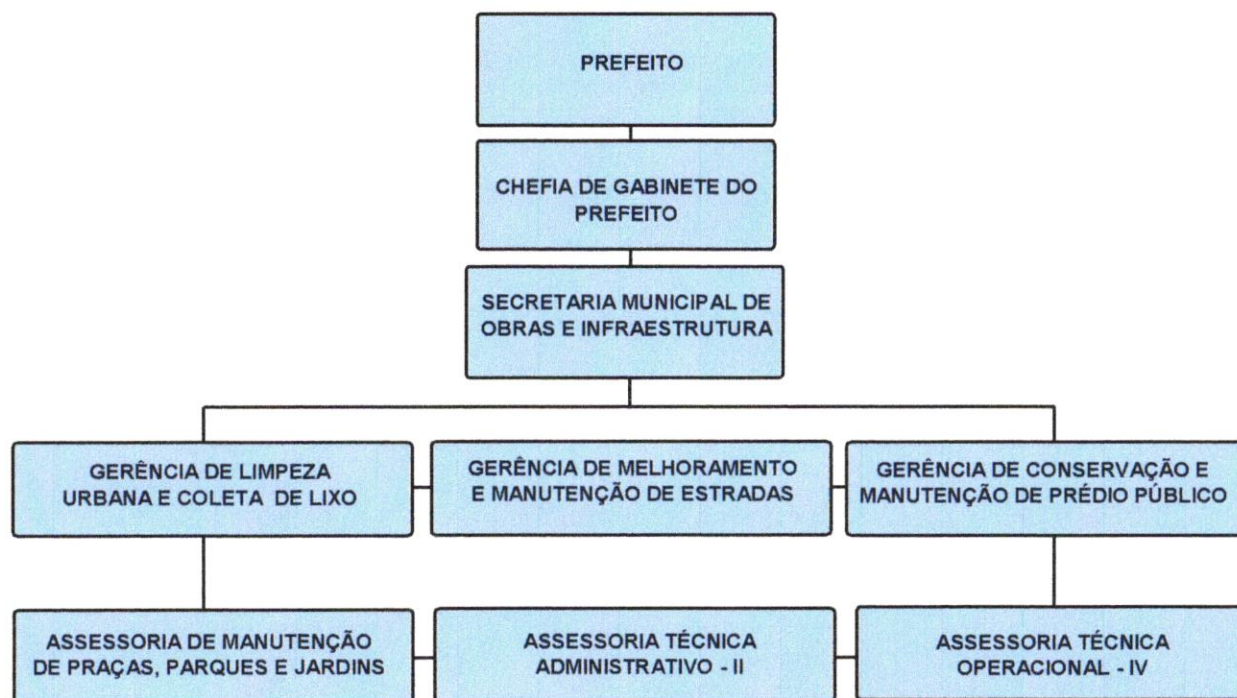 PREFEITO
CHEFIA DE GABINETE DO
PREFEITO
SECRETARIA MUNICIPAL DE
OBRAS E INFRAESTRUTURA
GERÊNCIA DE LIMPEZA
URBANA E COLETA DE LIXO
GERÊNCIA DE MELHORAMENTO
E MANUTENÇÃO DE ESTRADAS
GERÊNCIA DE CONSERVAÇÃO E
MANUTENÇÃO DE PRÉDIO PÚBLICO
ASSESSORIA DE MANUTENÇÃO
DE PRAÇAS, PARQUES E JARDINS
ASSESSORIA TÉCNICA
ADMINISTRATIVO - II
ASSESSORIA TÉCNICA
OPERACIONAL - IV